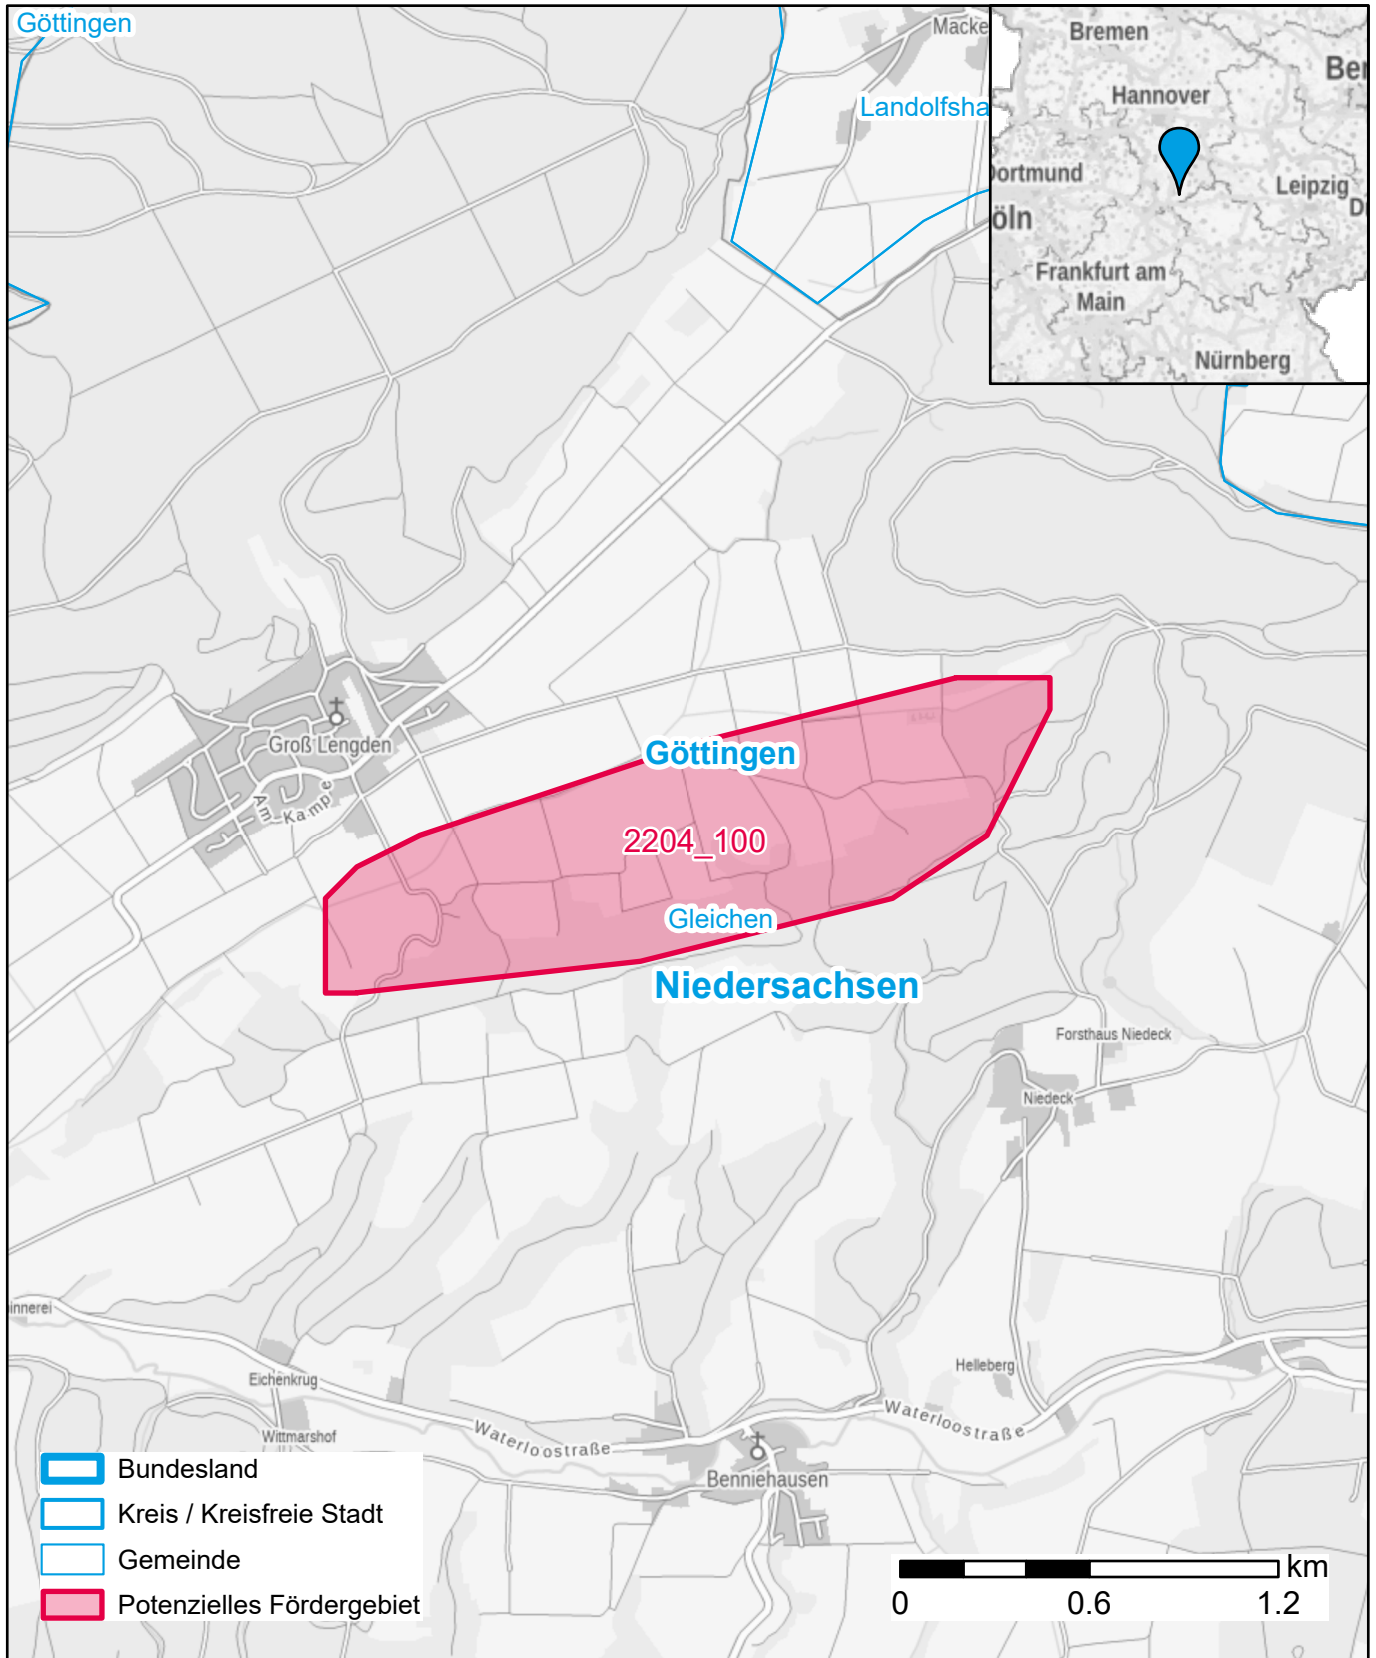 Göttingen
Macke
Landolfsha
Bremen
Ber
Hannover
Dortmund
Leipzig
D
öln
Frankfurt am
Main
Nürnberg
Groß Lengden
Am Kampe
Göttingen
2204_100
Gleichen
Niedersachsen
Forsthaus Niedeck
Niedeck
innerei
Helleberg
Eichenkrug
Wittmarshof
Waterloostraße
Waterloostraße
Benniehausen
Bundesland
Kreis / Kreisfreie Stadt
Gemeinde
Potenzielles Fördergebiet
km
0 0.6 1.2